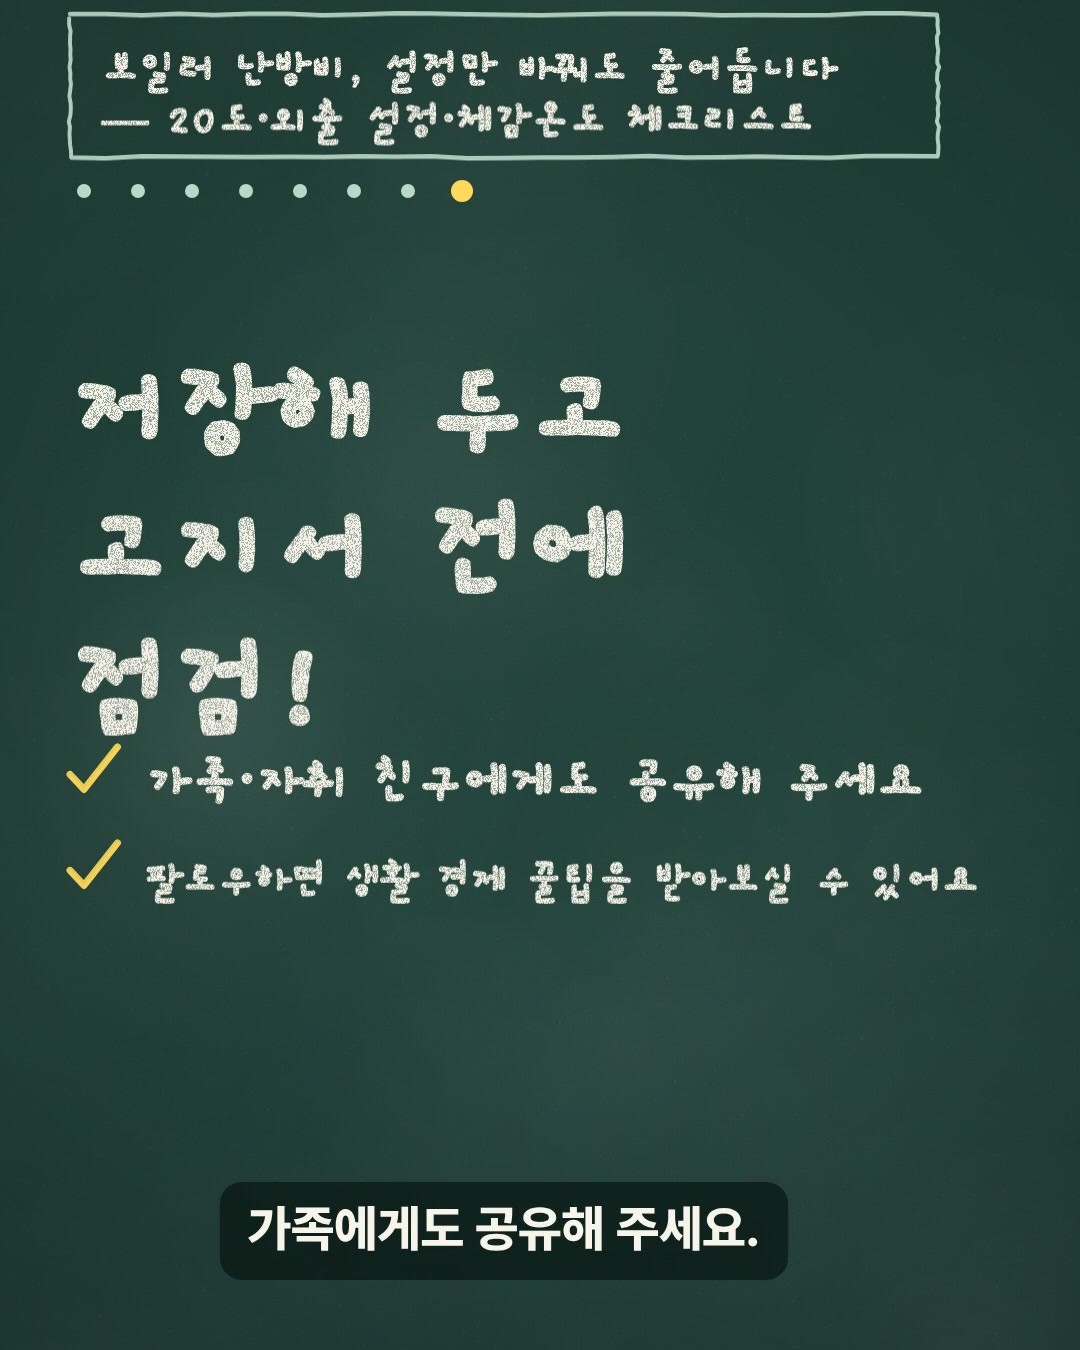 보일러 난방비, 설정만 바꿔도 줄어듭니다
— 20도·외출 설정·체감온도 체크리스트
저장해 두고
고지서 전에
점검!
가족·자취 친구에게도 공유해 주세요
팔로우하면 생활 경제 꿀팁을 받아보실 수 있어요
가족에게도 공유해 주세요.